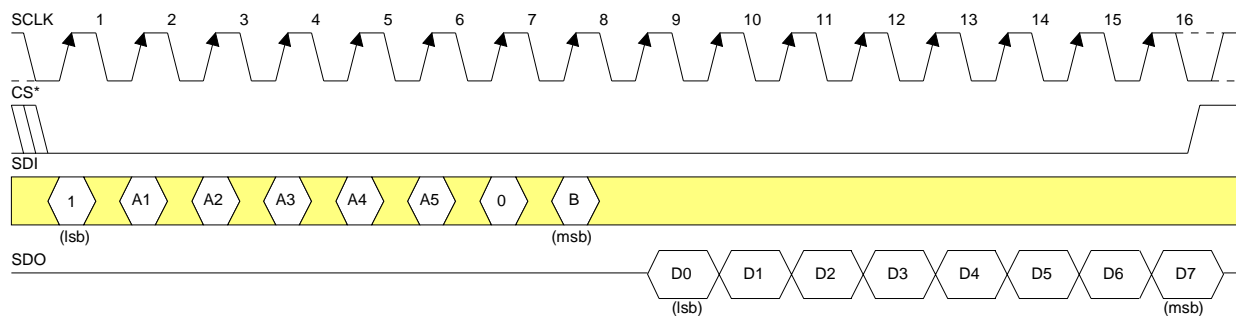 SCLK 1 2 3 4 5 6 7 8 9 10 11 12 13 14 15 16
CS*
SDI
1 A1 A2 A3 A4 A5 0 B
(lsb) (msb)
SDO
D0 D1 D2 D3 D4 D5 D6 D7
(lsb) (msb)